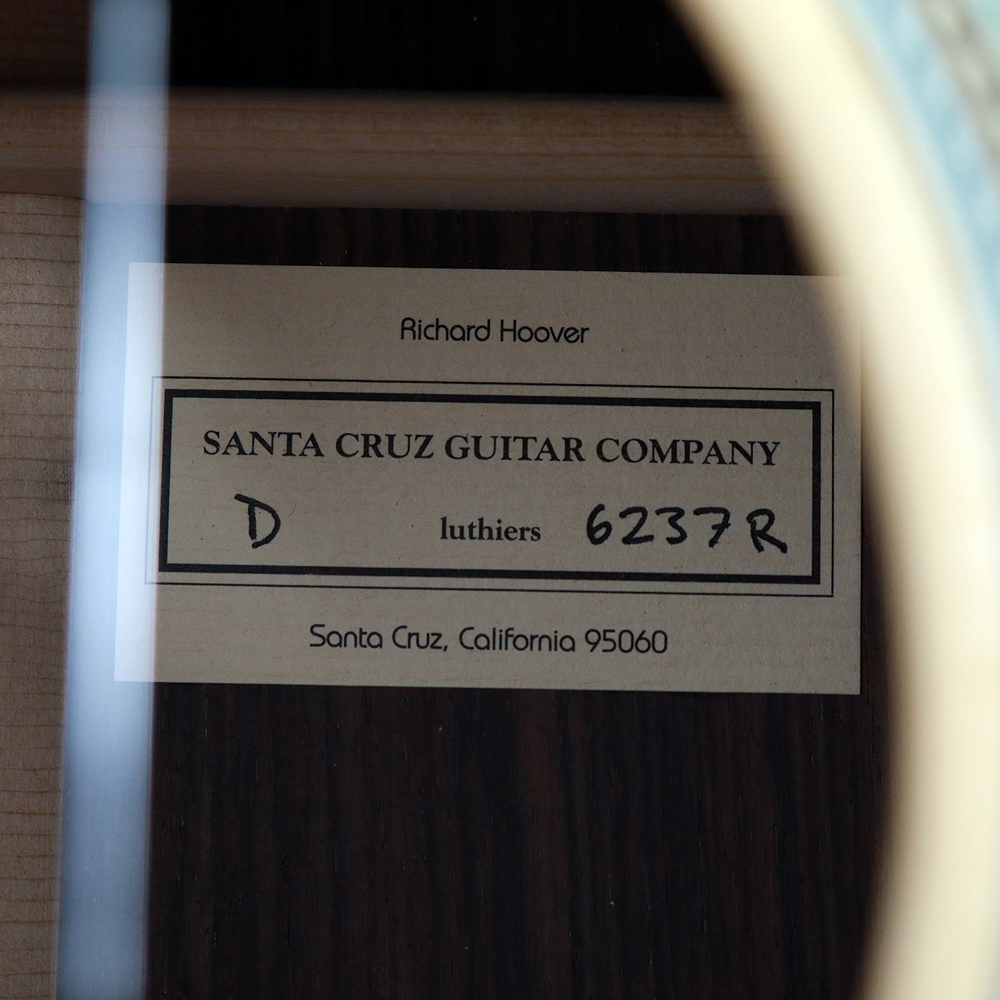 Richard Hoover
SANTA CRUZ GUITAR COMPANY
D luthiers 6237R
Santa Cruz, California 95060